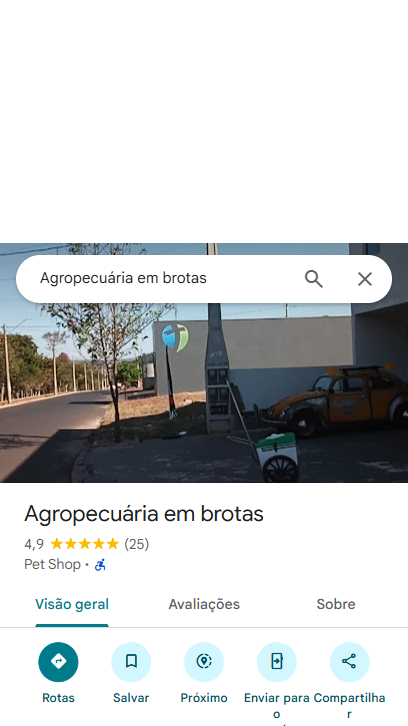 Agropecuária em brotas
Agropecuária em brotas
4,9 (25)
Pet Shop ·
Visão geral Avaliações Sobre
Rotas Salvar Próximo Enviar para o Compartilhar